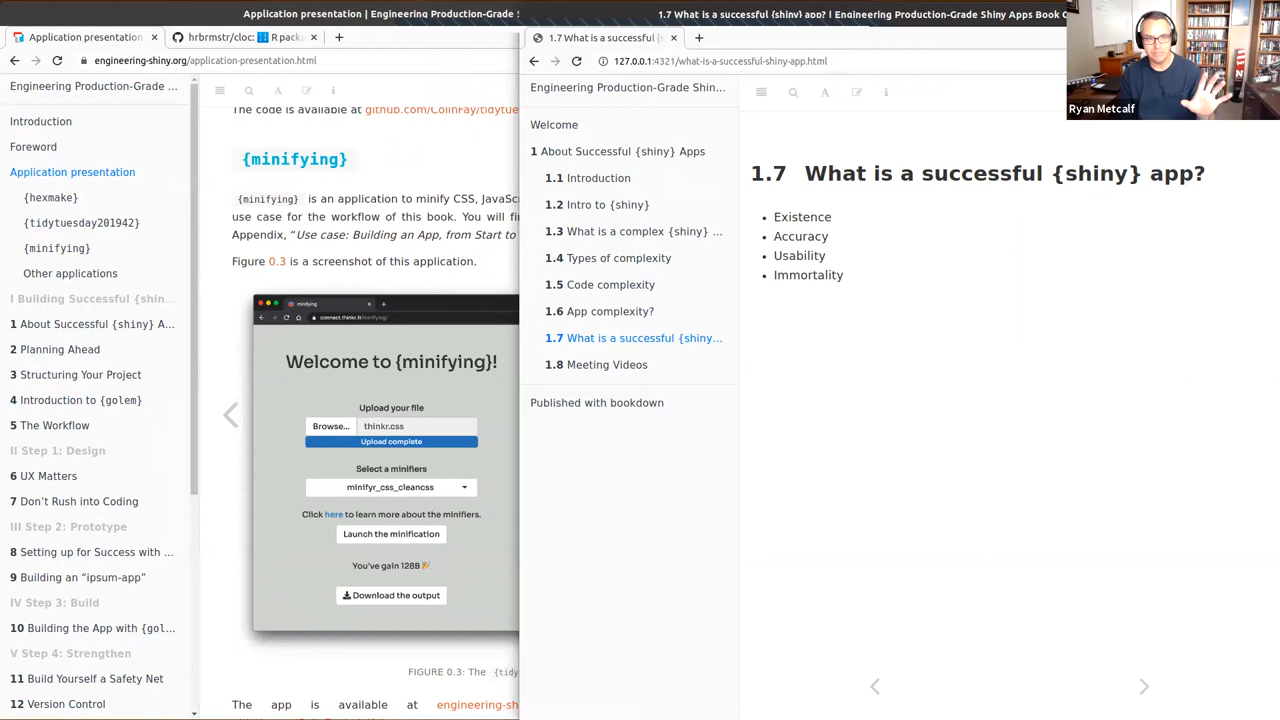 Application presentation | Engineering Production-Grade S
Application presentation
hrbrmstr/cloc: R pack
engineering-shiny.org/application-presentation.html
Engineering Production-Grade ...
Introduction
Foreword
Application presentation
{hexmake}
{tidytuesday201942}
{minifying}
Other applications
I Building Successful {shin...
1 About Successful {shiny} A...
2 Planning Ahead
3 Structuring Your Project
4 Introduction to {golem}
5 The Workflow
II Step 1: Design
6 UX Matters
7 Don't Rush into Coding
III Step 2: Prototype
8 Setting up for Success with ...
9 Building an “ipsum-app”
IV Step 3: Build
10 Building the App with {gol...
V Step 4: Strengthen
11 Build Yourself a Safety Net
12 Version Control
The code is available at github.com/ColinFay/tidytue
{minifying}
{minifying} is an application to minify CSS, JavaScr
use case for the workflow of this book. You will fin
Appendix, “Use case: Building an App, from Start to
Figure 0.3 is a screenshot of this application.
minifying
connect.thinkr.fr/minifying/
Welcome to {minifying}!
Upload your file
Browse... thinkr.css
Upload complete
Select a minifiers
minifyr_css_cleancss
Click here to learn more about the minifiers.
Launch the minification
You've gain 128B🎉
Download the output
FIGURE 0.3: The {tidy
The app is available at engineering-sh
1.7 What is a successful {shiny} app? | Engineering Production-Grade Shiny Apps Book C
1.7 What is a successful {s
127.0.0.1:4321/what-is-a-successful-shiny-app.html
Engineering Production-Grade Shin...
Welcome
1 About Successful {shiny} Apps
1.1 Introduction
1.2 Intro to {shiny}
1.3 What is a complex {shiny} ...
1.4 Types of complexity
1.5 Code complexity
1.6 App complexity?
1.7 What is a successful {shiny...
1.8 Meeting Videos
Published with bookdown
1.7 What is a successful {shiny} app?
Existence
Accuracy
Usability
Immortality
Ryan Metcalf